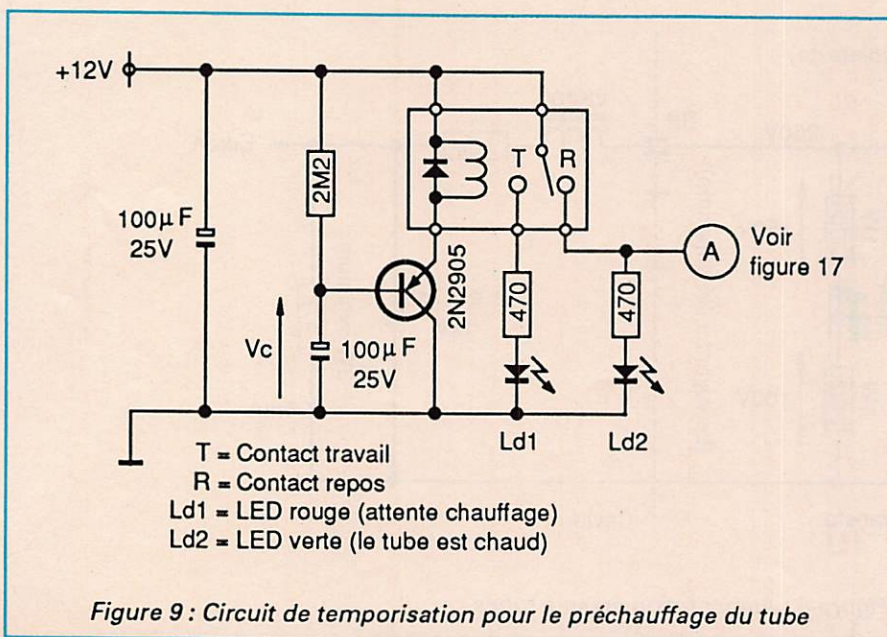 +12V
100µF
25V
2M2
Vc
100µF
25V
2N2905
T
R
470
470
A
Voir
figure 17
Ld1
Ld2
T = Contact travail
R = Contact repos
Ld1 = LED rouge (attente chauffage)
Ld2 = LED verte (le tube est chaud)
Figure 9 : Circuit de temporisation pour le préchauffage du tube